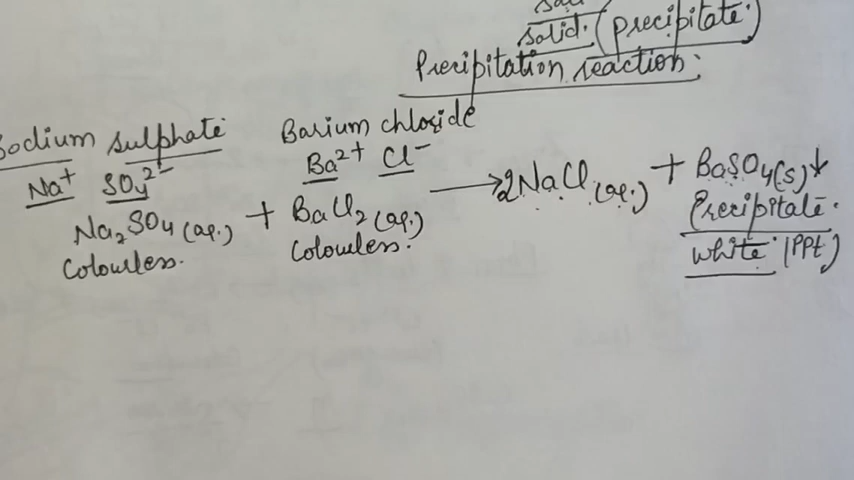 solid. (precipitate.)
Precipitation reaction.
Sodium sulphate Barium chloride
Na⁺ SO₄²⁻ Ba²⁺ Cl⁻
Na₂SO₄ (aq.) + BaCl₂ (aq.) ⟶ 2NaCl (aq.) + BaSO₄(s)↓
Colourless. Colourless. Precipitate.
white (PPt)